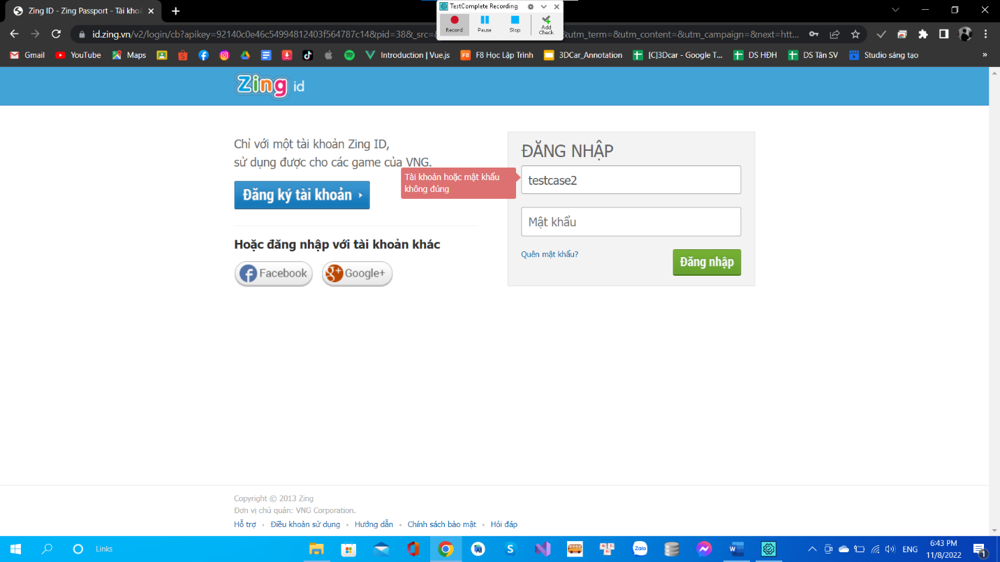 Zing ID - Zing Passport - Tài khoả
TestComplete Recording
Record
Pause
Stop
Add
Check
id.zing.vn/v2/login/cb?apikey=92140c0e46c54994812403f564787c14&pid=38&_src=
&utm_term=&utm_content=&utm_campaign=&next=htt...
Gmail
YouTube
Maps
Introduction | Vue.js
F8 Học Lập Trình
3DCar_Annotation
[C]3Dcar - Google T...
DS HĐH
DS Tân SV
Studio sáng tạo
»
Zing id
Chỉ với một tài khoản Zing ID,
sử dụng được cho các game của VNG.
Đăng ký tài khoản
Hoặc đăng nhập với tài khoản khác
Facebook
Google+
ĐĂNG NHẬP
Tài khoản hoặc mật khẩu
không đúng
testcase2
Mật khẩu
Quên mật khẩu?
Đăng nhập
Copyright © 2013 Zing
Đơn vị chủ quản: VNG Corporation.
Hỗ trợ • Điều khoản sử dụng • Hướng dẫn • Chính sách bảo mật • Hỏi đáp
Links
ENG
6:43 PM
11/8/2022
1